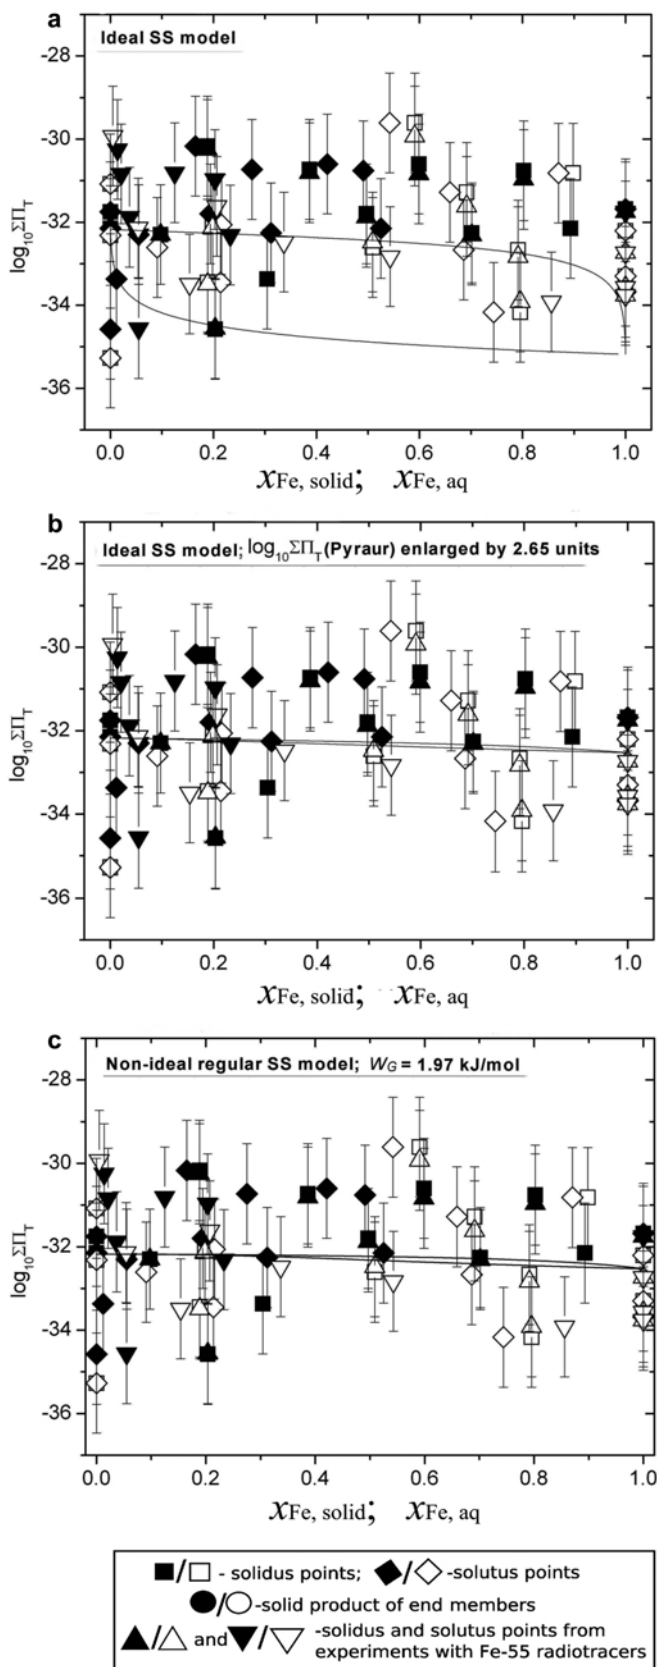 a
Ideal SS model
-28
-30
-32
-34
-36
log₁₀ΣΠ_T
0.0 0.2 0.4 0.6 0.8 1.0
xFe, solid; xFe, aq
b
Ideal SS model; log₁₀ΣΠ_T(Pyraur) enlarged by 2.65 units
-28
-30
-32
-34
-36
log₁₀ΣΠ_T
0.0 0.2 0.4 0.6 0.8 1.0
xFe, solid; xFe, aq
c
Non-ideal regular SS model; W_G = 1.97 kJ/mol
-28
-30
-32
-34
-36
log₁₀ΣΠ_T
0.0 0.2 0.4 0.6 0.8 1.0
xFe, solid; xFe, aq
■/□ - solidus points; ◆/◇ -solutus points
●/○ -solid product of end members
▲/△ and ▼/▽ -solidus and solutus points from
experiments with Fe-55 radiotracers